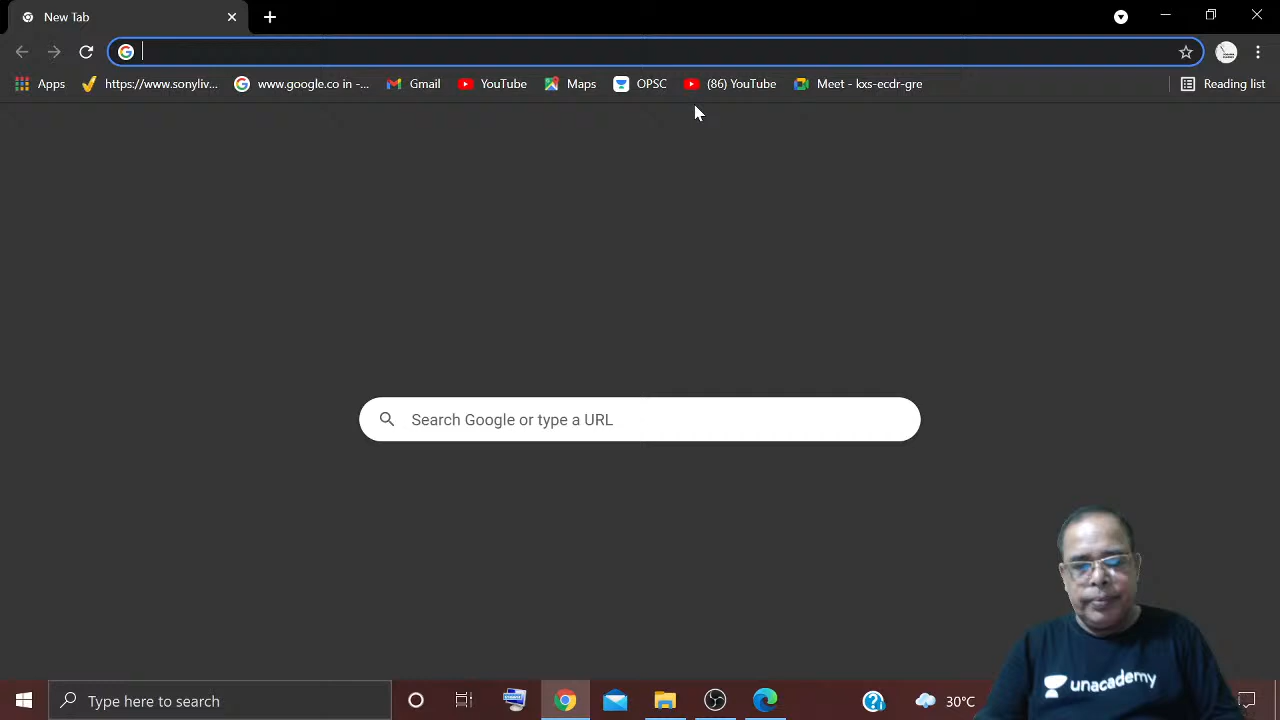 New Tab
Apps https://www.sonyliv... www.google.co in -... Gmail YouTube Maps OPSC (86) YouTube Meet - kxs-ecdr-gre Reading list
Search Google or type a URL
unacademy
Type here to search 30°C